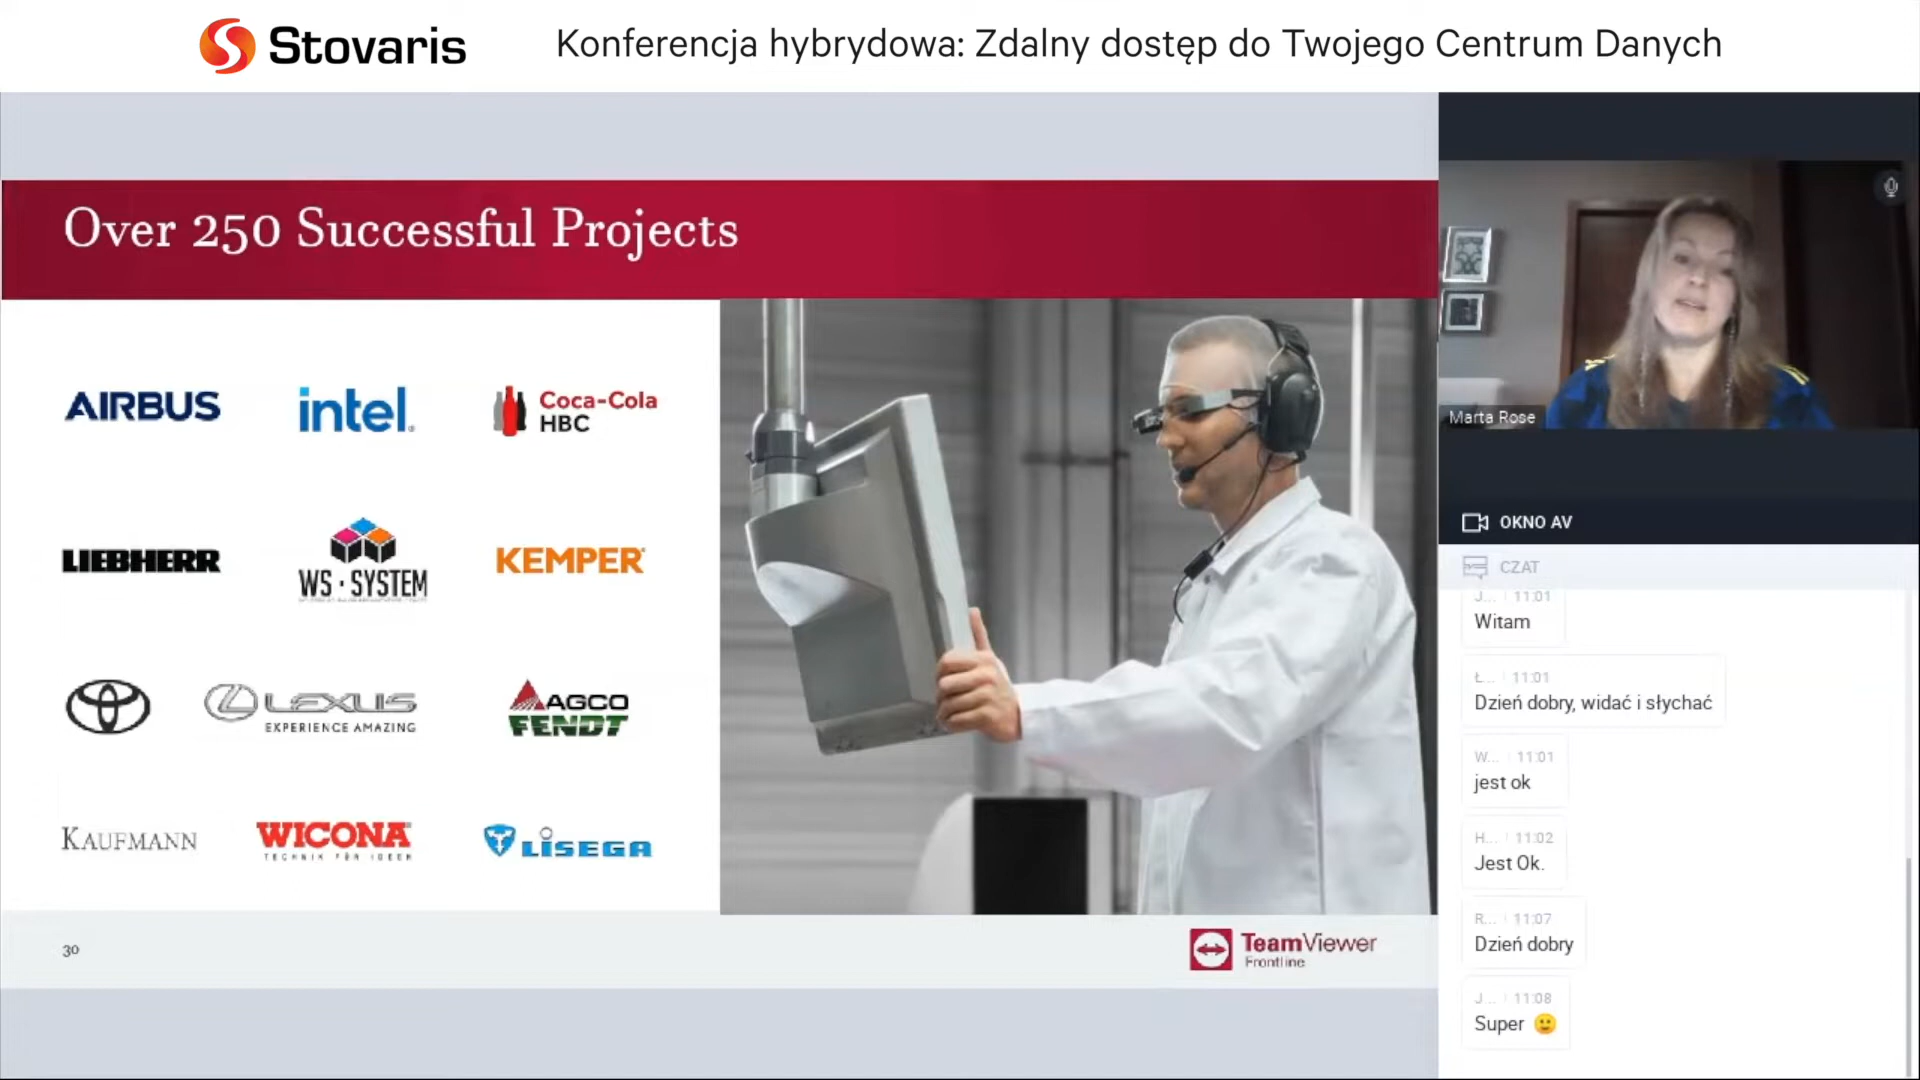 Stovaris
Konferencja hybrydowa: Zdalny dostęp do Twojego Centrum Danych
Over 250 Successful Projects
AIRBUS
intel
Coca-Cola
HBC
LIEBHERR
WS · SYSTEM
KEMPER
LEXUS
EXPERIENCE AMAZING
AGCO
FENDT
KAUFMANN
WICONA
TECHNIK FÜR IDEEN
LISEGA
30
TeamViewer
Frontline
Marta Rose
OKNO AV
CZAT
J... 11:01
Witam
Ł... 11:01
Dzień dobry, widać i słychać
W... 11:01
jest ok
H... 11:02
Jest Ok.
R... 11:07
Dzień dobry
J... 11:08
Super 🙂